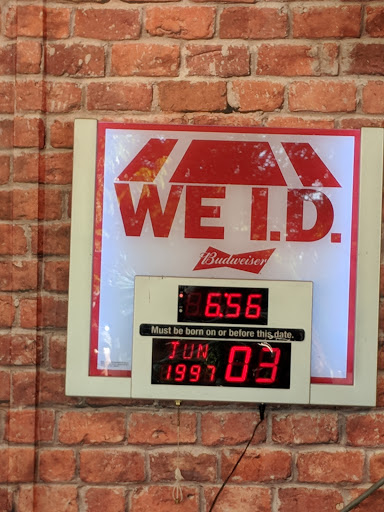 WE I.D.
Budweiser
6:56
Must be born on or before this date.
JUN 03
1997